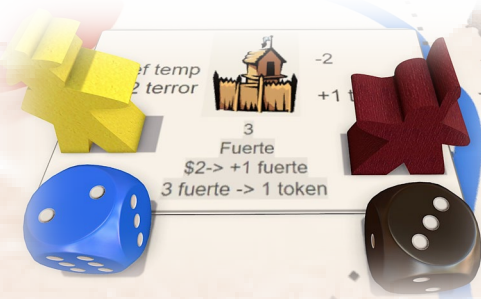 ef temp
2 terror
-2
+1 t
3
Fuerte
$2-> +1 fuerte
3 fuerte -> 1 token